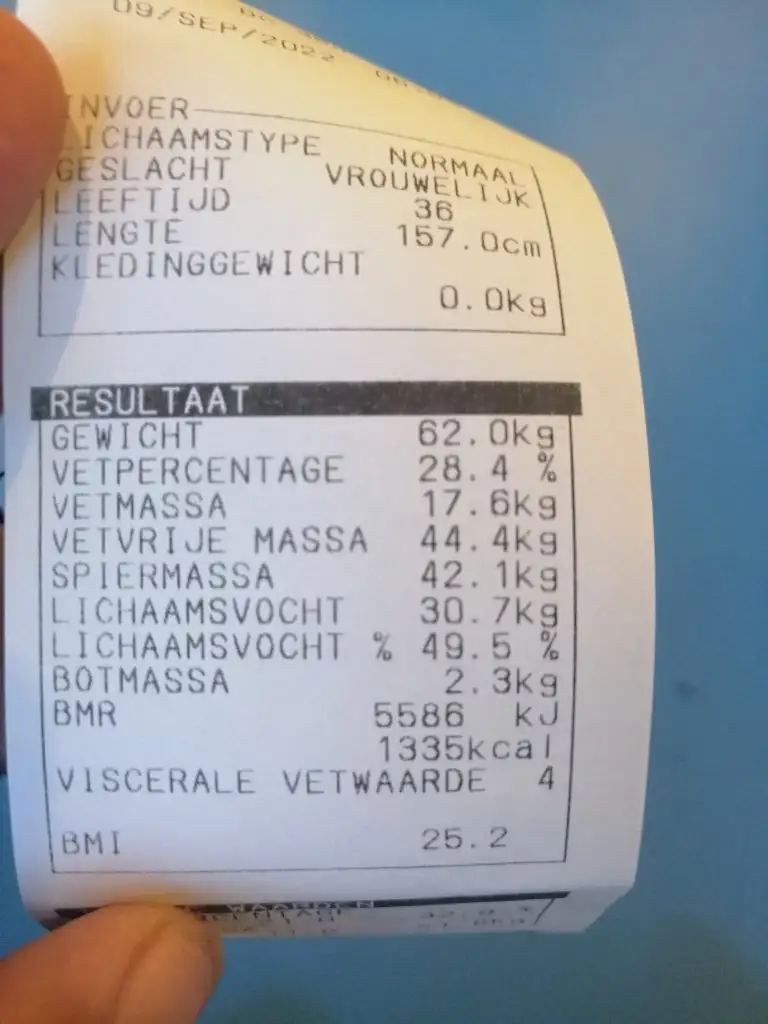 09/SEP/2022
INVOER
LICHAAMSTYPE NORMAAL
GESLACHT VROUWELIJK
LEEFTIJD 36
LENGTE 157.0cm
KLEDINGGEWICHT
0.0kg
RESULTAAT
GEWICHT 62.0kg
VETPERCENTAGE 28.4 %
VETMASSA 17.6kg
VETVRIJE MASSA 44.4kg
SPIERMASSA 42.1kg
LICHAAMSVOCHT 30.7kg
LICHAAMSVOCHT % 49.5 %
BOTMASSA 2.3kg
BMR 5586 kJ
1335kcal
VISCERALE VETWAARDE 4
BMI 25.2
WAARDEN